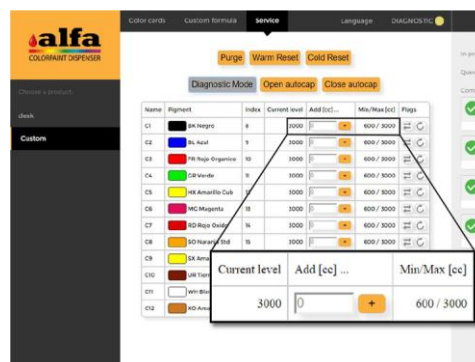 Color cards Custom formula Service Language DIAGNOSTIC
alfa
COLORPAINT DISPENSER
Choose a product:
desk
Custom
Purge Warm Reset Cold Reset
Diagnostic Mode Open autocap Close autocap
Name Pigment Index Current level Add [cc]... Min/Max [cc] Flags
C1 BK Negro 8 3000 0 + 600 / 3000
C2 BL Azul 9 3000 0 + 600 / 3000
C3 FR Rojo Organico 10 3000 0 + 600 / 3000
C4 GR Verde 11 3000 0 + 600 / 3000
C5 HX Amarillo Cub 3000 0 + 600 / 3000
C6 MG Magenta 3000 0 + 600 / 3000
C7 RD Rojo Oxido 14 3000 0 + 600 / 3000
C8 SO Naranja Std 15 3000 0 + 600 / 3000
C9 SX
C10 UR
C11 WH
C12 XO
Current level Add [cc] ... Min/Max [cc]
3000 0 + 600 / 3000